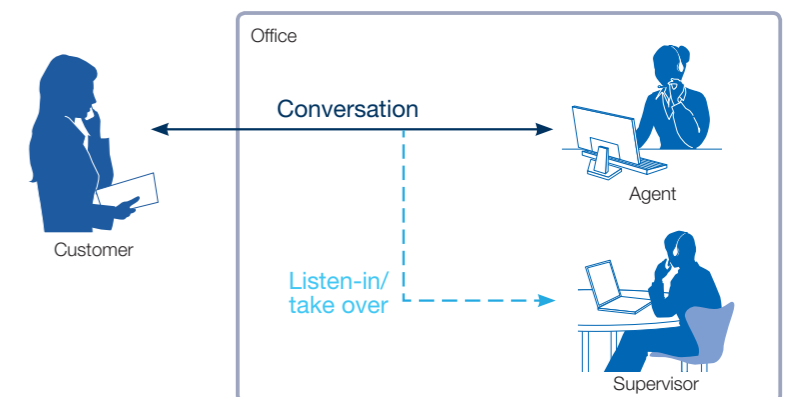 Office
Conversation
Agent
Customer
Listen-in/
take over
Supervisor